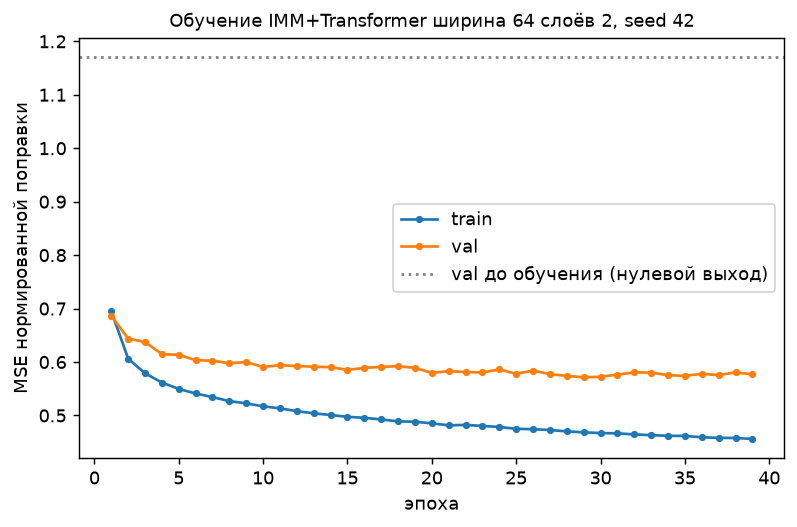 Обучение IMM+Transformer ширина 64 слоёв 2, seed 42
MSE нормированной поправки
1.2
1.1
1.0
0.9
0.8
0.7
0.6
0.5
train
val
val до обучения (нулевой выход)
0 5 10 15 20 25 30 35 40
эпоха